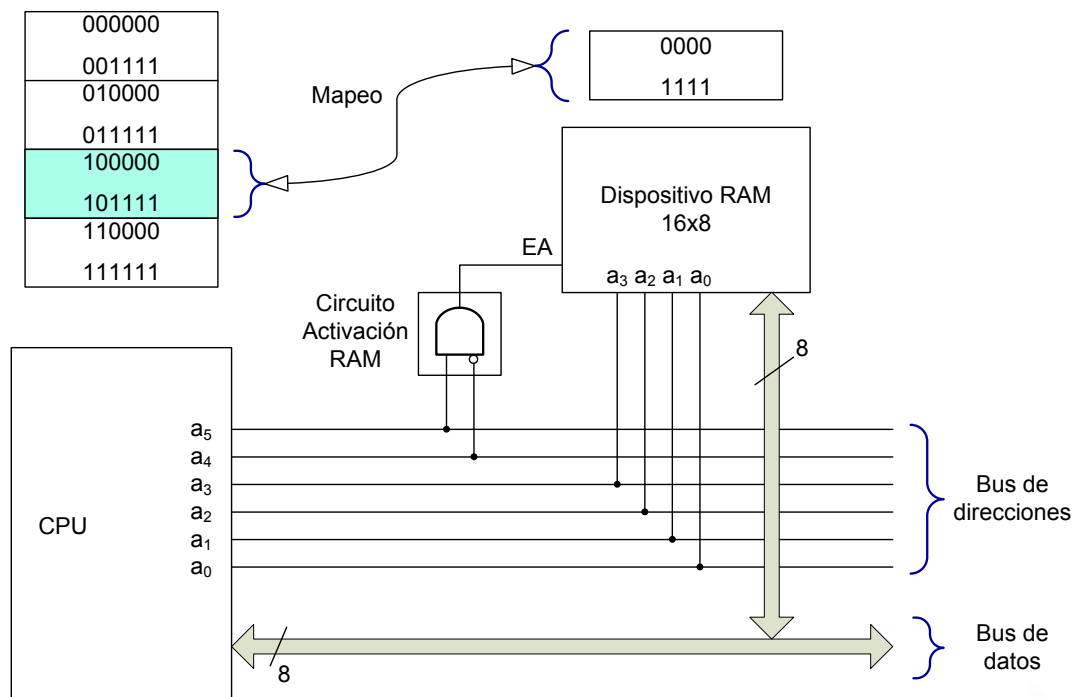 000000
001111
010000
011111
100000
101111
110000
111111
Mapeo
0000
1111
Dispositivo RAM
16x8
EA
a3 a2 a1 a0
Circuito
Activación
RAM
8
CPU
a5
a4
a3
a2
a1
a0
Bus de
direcciones
8
Bus de
datos